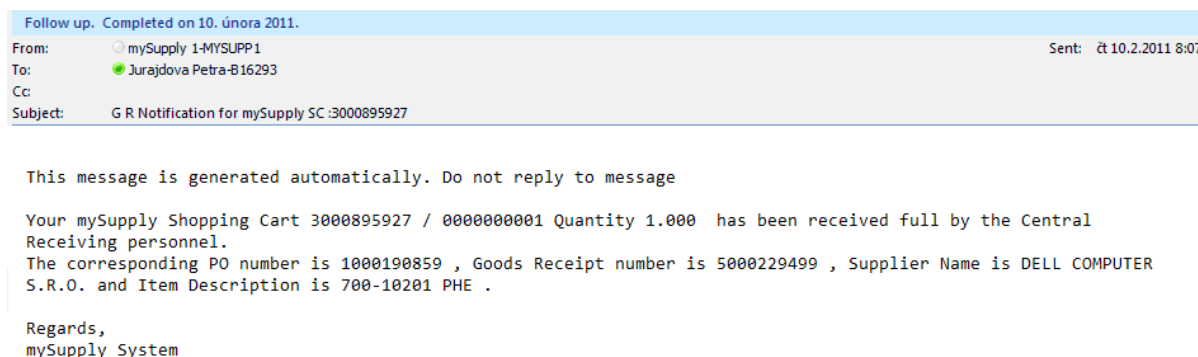 Follow up. Completed on 10. února 2011.
From: mySupply 1-MYSUPP1 Sent: čt 10.2.2011 8:07
To: Jurajdova Petra-B16293
Cc:
Subject: G R Notification for mySupply SC :3000895927
This message is generated automatically. Do not reply to message
Your mySupply Shopping Cart 3000895927 / 0000000001 Quantity 1.000 has been received full by the Central
Receiving personnel.
The corresponding PO number is 1000190859 , Goods Receipt number is 5000229499 , Supplier Name is DELL COMPUTER
S.R.O. and Item Description is 700-10201 PHE .
Regards,
mySupply System